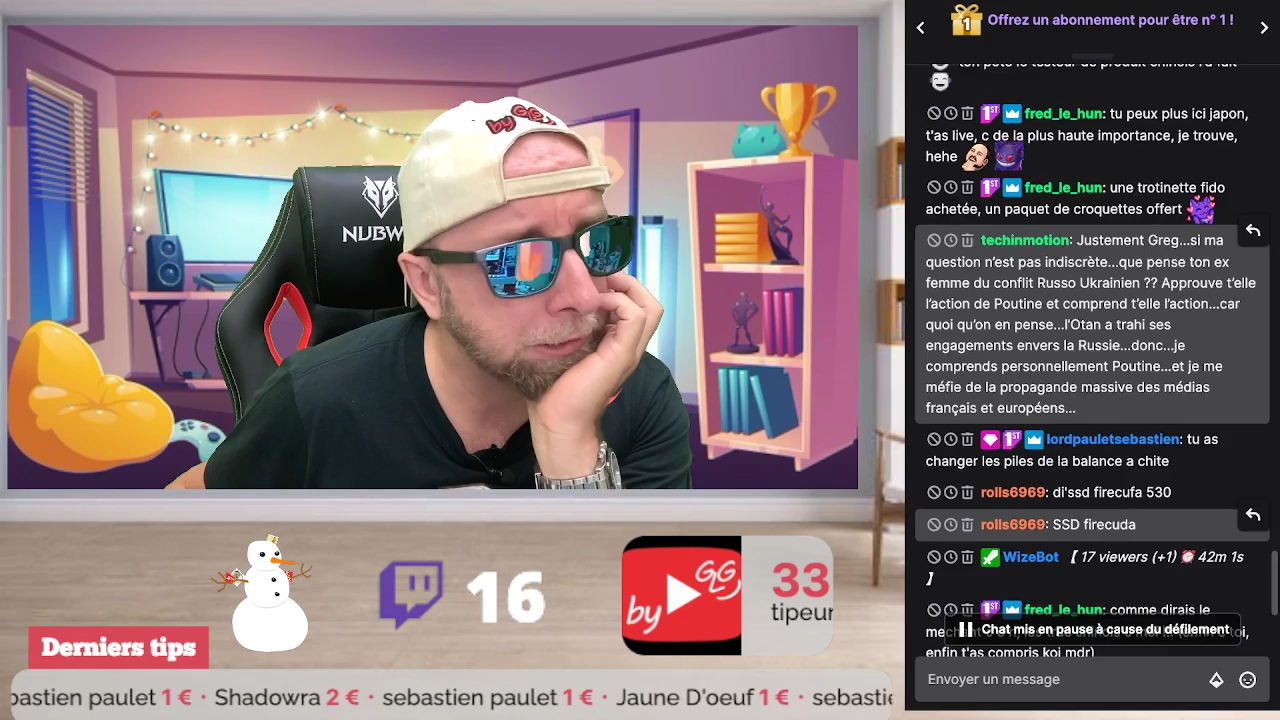 Offrez un abonnement pour être n° 1 !
1
fred_le_hun: tu peux plus ici japon,
t'as live, c de la plus haute importance, je trouve,
hehe
fred_le_hun: une trotinette fido
achetée, un paquet de croquettes offert
techinmotion: Justement Greg...si ma
question n'est pas indiscrète...que pense ton ex
femme du conflit Russo Ukrainien ?? Approuve t'elle
l'action de Poutine et comprend t'elle l'action...car
quoi qu'on en pense...l'Otan a trahi ses
engagements envers la Russie...donc...je
comprends personnellement Poutine...et je me
méfie de la propagande massive des médias
français et européens...
lordpauletsebastien: tu as
changer les piles de la balance a chite
rolls6969: di'ssd firecufa 530
rolls6969: SSD firecuda
WizeBot 【 17 viewers (+1) ⏰ 42m 1s
】
fred_le_hun: comme dirais le
Chat mis en pause à cause du défilement
enfin t'as compris koi mdr)
Envoyer un message
by GLG
NUBW
16
by GLG
33
tipeur
Derniers tips
bastien paulet 1 € · Shadowra 2 € · sebastien paulet 1 € · Jaune D'oeuf 1 € · sebastie